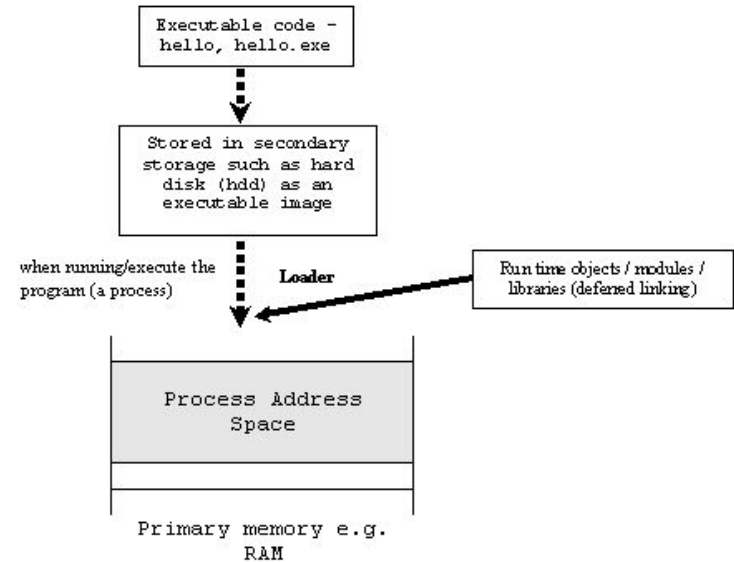 Executable code -
hello, hello.exe
Stored in secondary
storage such as hard
disk (hdd) as an
executable image
when running/execute the
program (a process)
Loader
Run time objects / modules /
libraries (deferred linking)
Process Address
Space
Primary memory e.g.
RAM